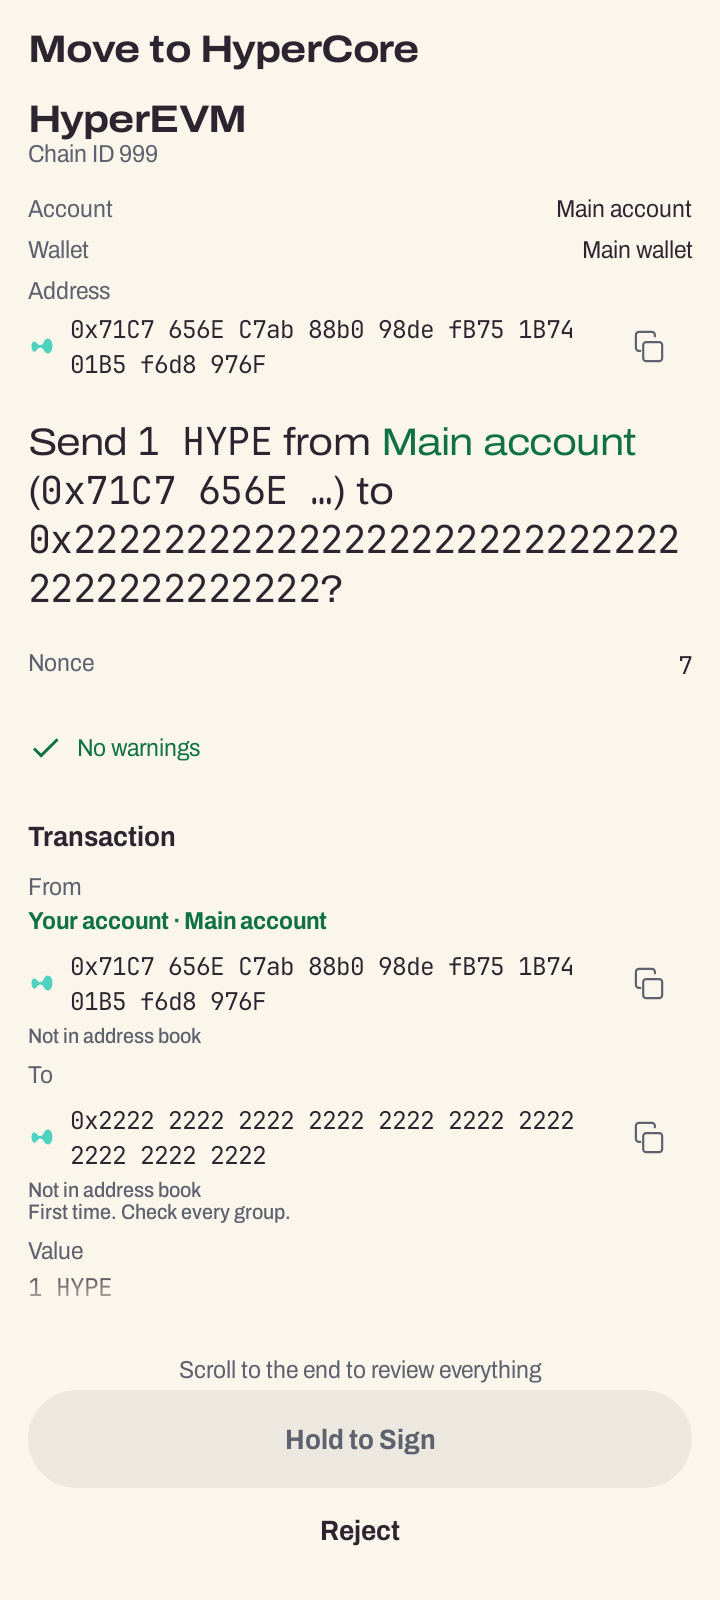 Move to HyperCore
HyperEVM
Chain ID 999
Account Main account
Wallet Main wallet
Address
0x71C7 656E C7ab 88b0 98de fB75 1B74
01B5 f6d8 976F
Send 1 HYPE from Main account
(0x71C7 656E …) to
0x222222222222222222222222222
2222222222222?
Nonce 7
No warnings
Transaction
From
Your account · Main account
0x71C7 656E C7ab 88b0 98de fB75 1B74
01B5 f6d8 976F
Not in address book
To
0x2222 2222 2222 2222 2222 2222 2222
2222 2222 2222
Not in address book
First time. Check every group.
Value
1 HYPE
Scroll to the end to review everything
Hold to Sign
Reject